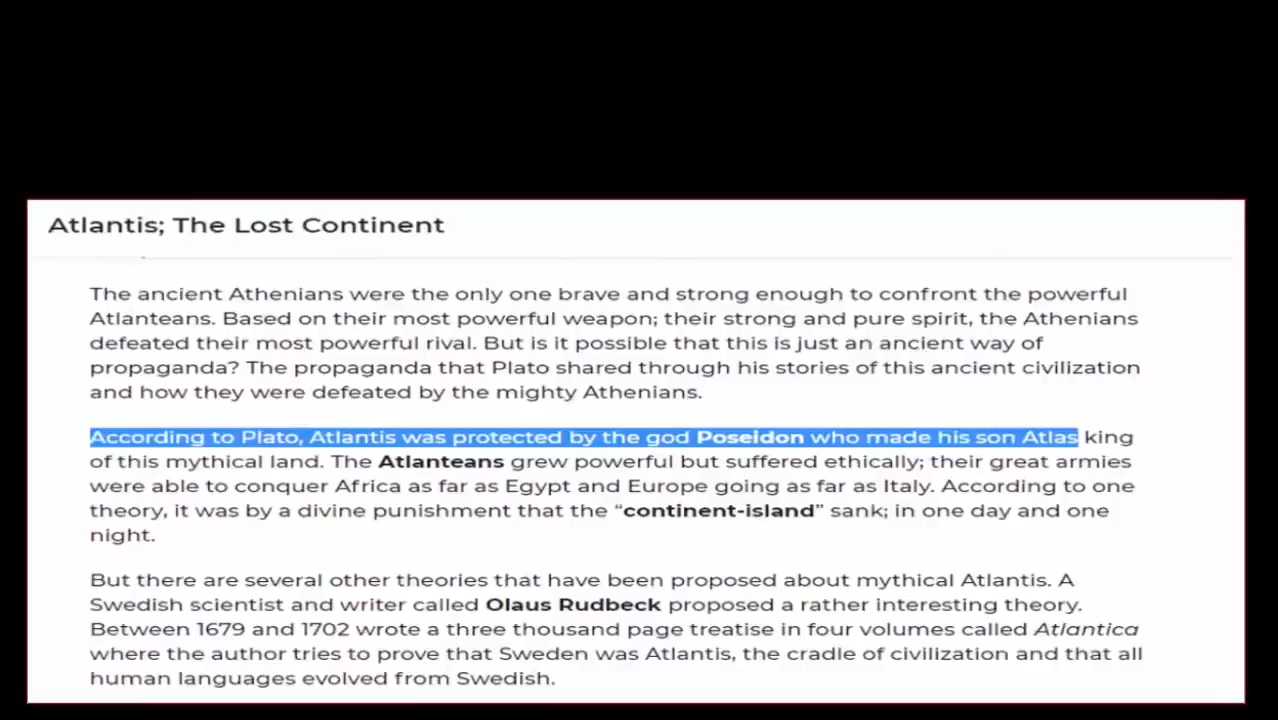 Atlantis; The Lost Continent
The ancient Athenians were the only one brave and strong enough to confront the powerful
Atlanteans. Based on their most powerful weapon; their strong and pure spirit, the Athenians
defeated their most powerful rival. But is it possible that this is just an ancient way of
propaganda? The propaganda that Plato shared through his stories of this ancient civilization
and how they were defeated by the mighty Athenians.
According to Plato, Atlantis was protected by the god Poseidon who made his son Atlas king
of this mythical land. The Atlanteans grew powerful but suffered ethically; their great armies
were able to conquer Africa as far as Egypt and Europe going as far as Italy. According to one
theory, it was by a divine punishment that the “continent-island” sank; in one day and one
night.
But there are several other theories that have been proposed about mythical Atlantis. A
Swedish scientist and writer called Olaus Rudbeck proposed a rather interesting theory.
Between 1679 and 1702 wrote a three thousand page treatise in four volumes called Atlantica
where the author tries to prove that Sweden was Atlantis, the cradle of civilization and that all
human languages evolved from Swedish.